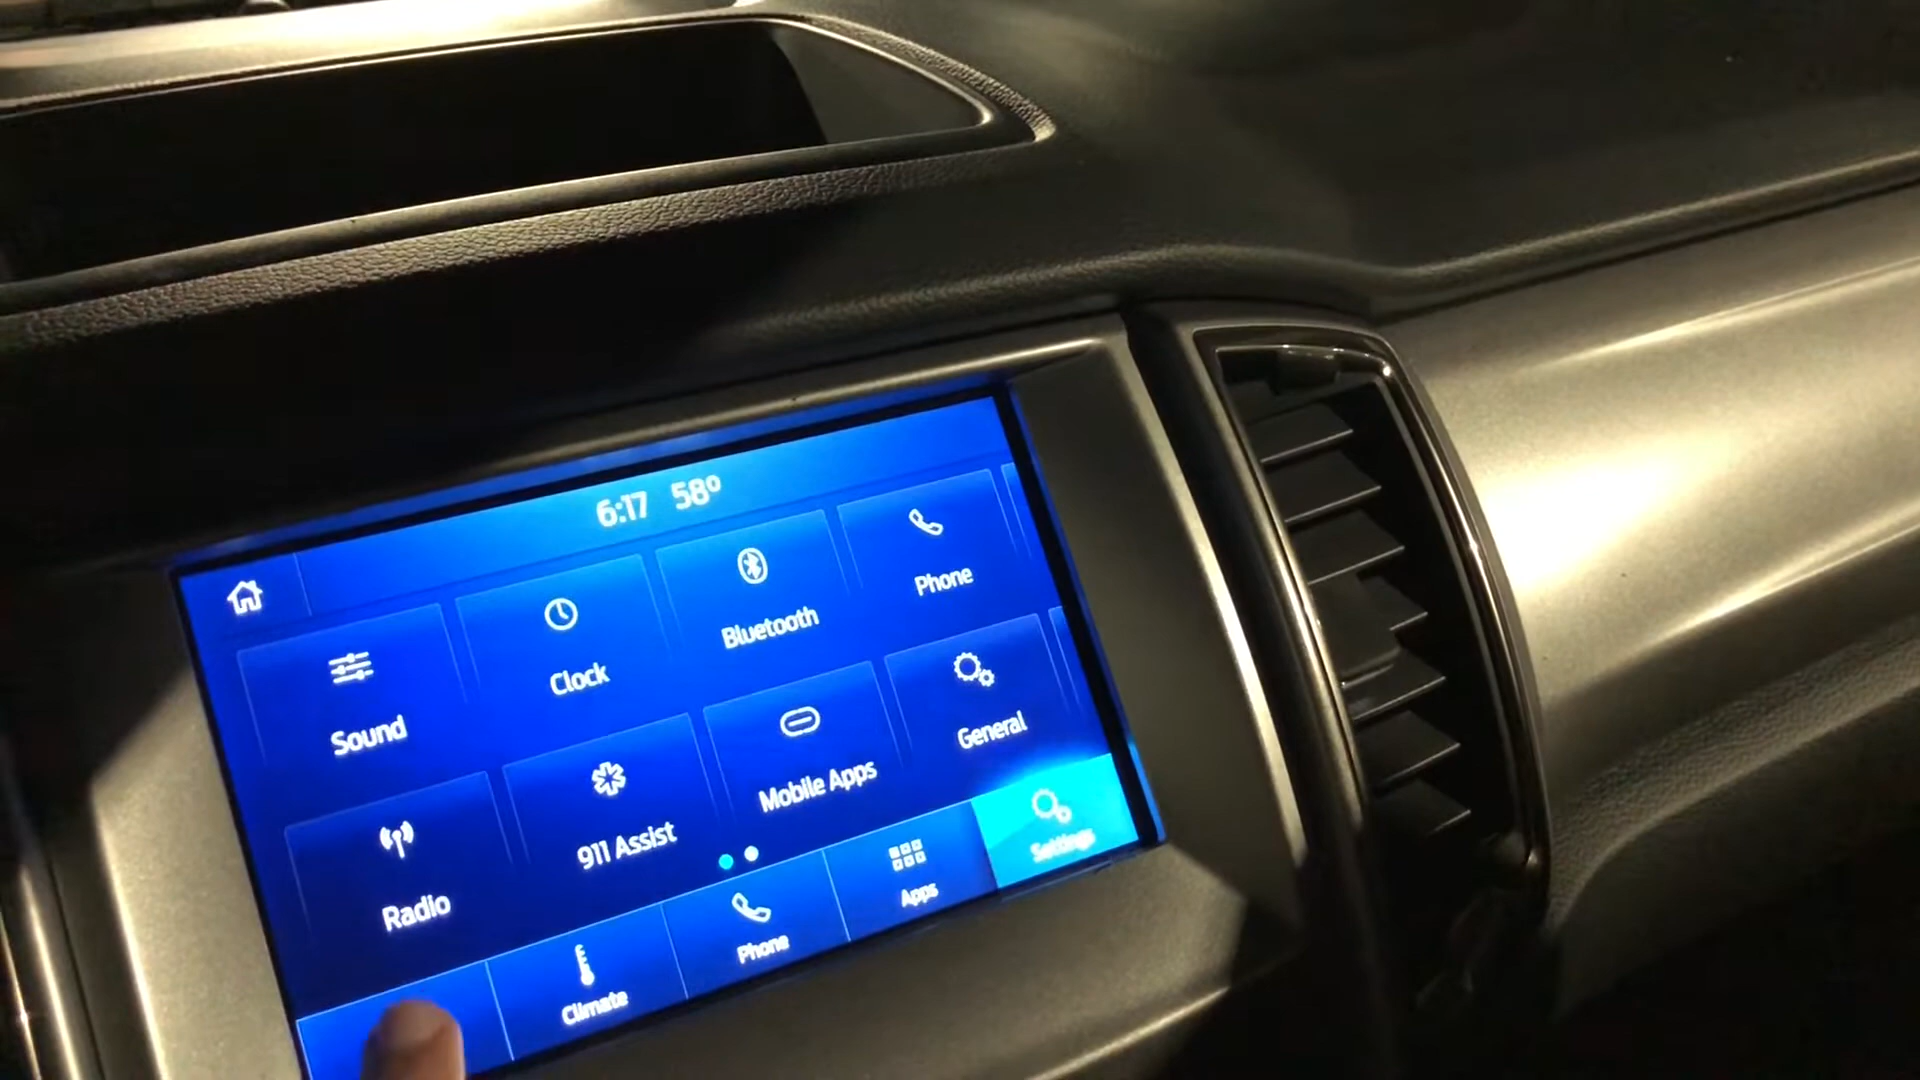 6:17 58°
Sound
Clock
Bluetooth
Phone
Radio
911 Assist
Mobile Apps
General
Climate
Phone
Apps
Settings